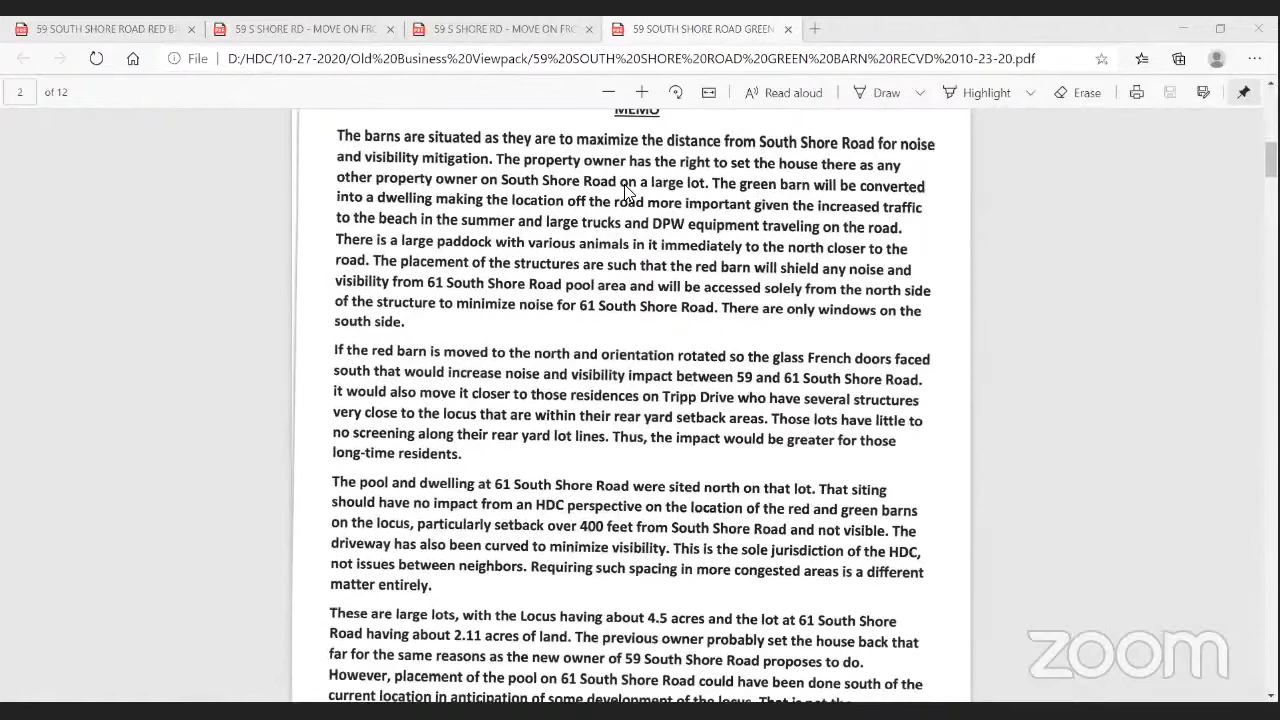 59 SOUTH SHORE ROAD RED B
59 S SHORE RD - MOVE ON FRO
59 S SHORE RD - MOVE ON FRO
59 SOUTH SHORE ROAD GREEN
File
D:/HDC/10-27-2020/Old%20Business%20Viewpack/59%20SOUTH%20SHORE%20ROAD%20GREEN%20BARN%20RECVD%2010-23-20.pdf
2 of 12
Read aloud
Draw
Highlight
Erase
MEMO
The barns are situated as they are to maximize the distance from South Shore Road for noise
and visibility mitigation. The property owner has the right to set the house there as any
other property owner on South Shore Road on a large lot. The green barn will be converted
into a dwelling making the location off the road more important given the increased traffic
to the beach in the summer and large trucks and DPW equipment traveling on the road.
There is a large paddock with various animals in it immediately to the north closer to the
road. The placement of the structures are such that the red barn will shield any noise and
visibility from 61 South Shore Road pool area and will be accessed solely from the north side
of the structure to minimize noise for 61 South Shore Road. There are only windows on the
south side.
If the red barn is moved to the north and orientation rotated so the glass French doors faced
south that would increase noise and visibility impact between 59 and 61 South Shore Road.
it would also move it closer to those residences on Tripp Drive who have several structures
very close to the locus that are within their rear yard setback areas. Those lots have little to
no screening along their rear yard lot lines. Thus, the impact would be greater for those
long-time residents.
The pool and dwelling at 61 South Shore Road were sited north on that lot. That siting
should have no impact from an HDC perspective on the location of the red and green barns
on the locus, particularly setback over 400 feet from South Shore Road and not visible. The
driveway has also been curved to minimize visibility. This is the sole jurisdiction of the HDC,
not issues between neighbors. Requiring such spacing in more congested areas is a different
matter entirely.
These are large lots, with the Locus having about 4.5 acres and the lot at 61 South Shore
Road having about 2.11 acres of land. The previous owner probably set the house back that
far for the same reasons as the new owner of 59 South Shore Road proposes to do.
However, placement of the pool on 61 South Shore Road could have been done south of the
current location in anticipation of some development of the locus. That is not the
zoom